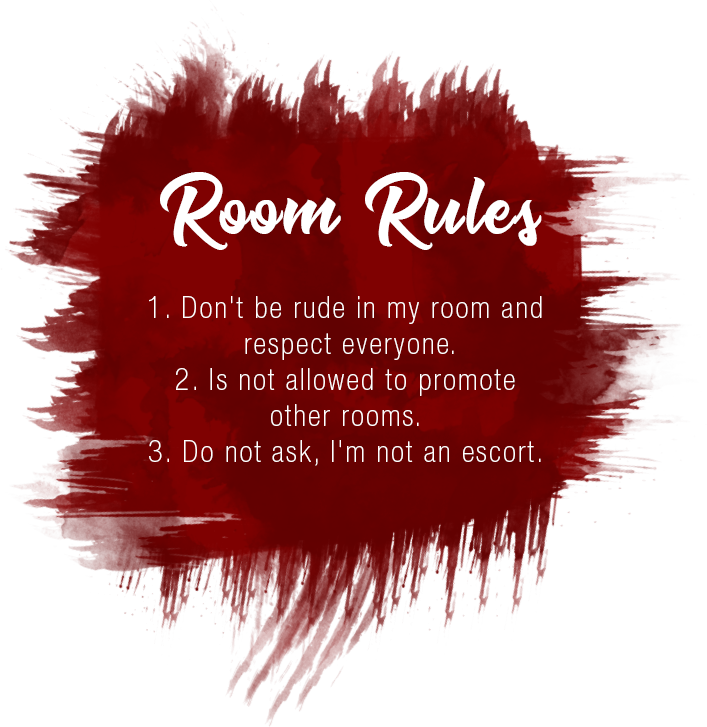 Room Rules
1. Don't be rude in my room and
respect everyone.
2. Is not allowed to promote
other rooms.
3. Do not ask, I'm not an escort.